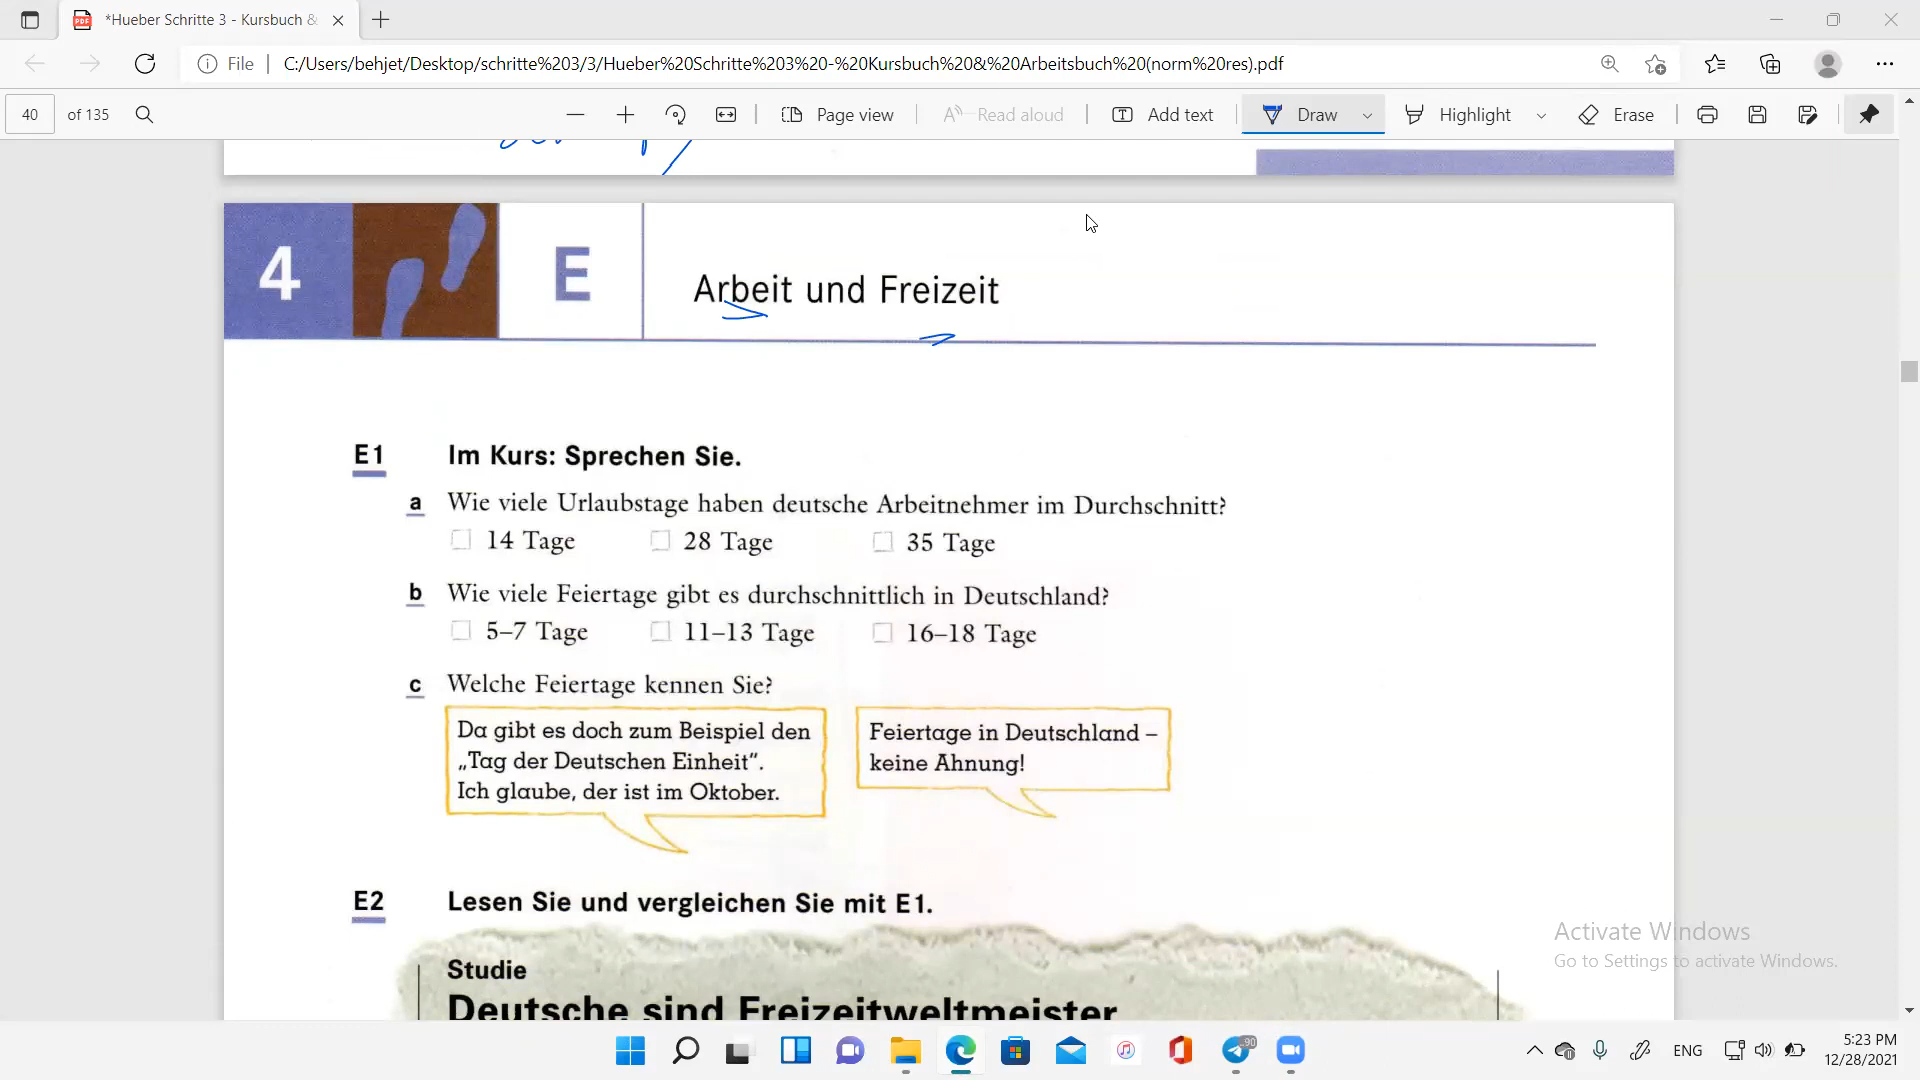 *Hueber Schritte 3 - Kursbuch &
File
C:/Users/behjet/Desktop/schritte%203/3/Hueber%20Schritte%203%20-%20Kursbuch%20&%20Arbeitsbuch%20(norm%20res).pdf
40 of 135
Page view
Read aloud
Add text
Draw
Highlight
Erase
4 E Arbeit und Freizeit
E1 Im Kurs: Sprechen Sie.
a Wie viele Urlaubstage haben deutsche Arbeitnehmer im Durchschnitt?
14 Tage 28 Tage 35 Tage
b Wie viele Feiertage gibt es durchschnittlich in Deutschland?
5–7 Tage 11–13 Tage 16–18 Tage
c Welche Feiertage kennen Sie?
Da gibt es doch zum Beispiel den
„Tag der Deutschen Einheit“.
Ich glaube, der ist im Oktober.
Feiertage in Deutschland –
keine Ahnung!
E2 Lesen Sie und vergleichen Sie mit E1.
Studie
Deutsche sind Freizeitweltmeister
Activate Windows
Go to Settings to activate Windows.
90
ENG
5:23 PM
12/28/2021